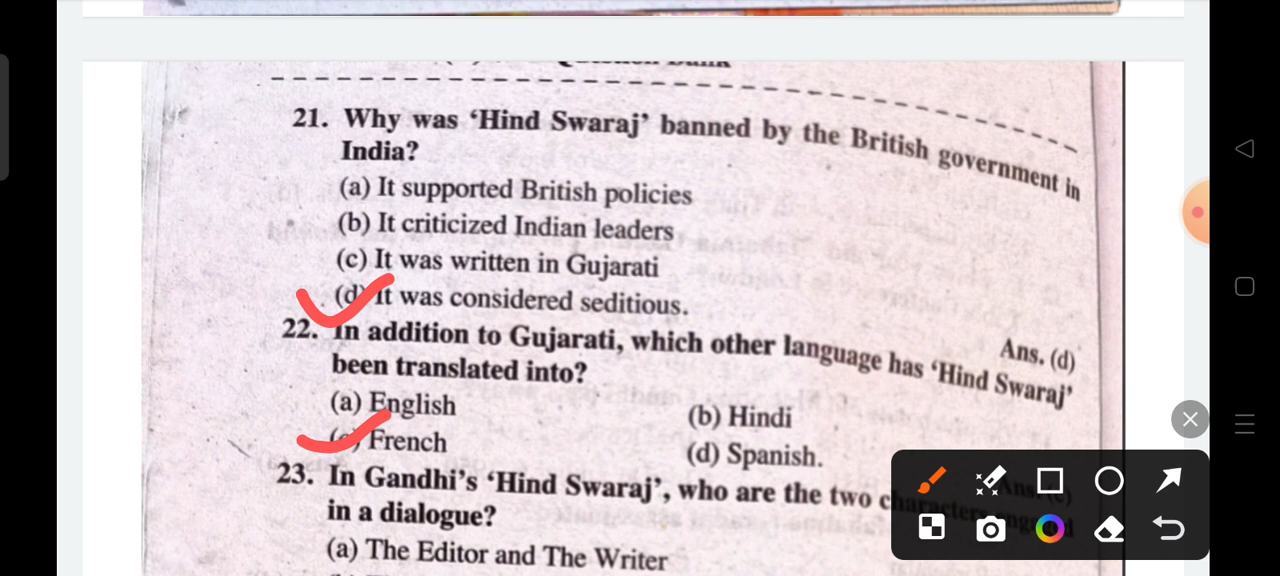 21. Why was ‘Hind Swaraj’ banned by the British government in
India?
(a) It supported British policies
(b) It criticized Indian leaders
(c) It was written in Gujarati
(d) It was considered seditious.
Ans. (d)
22. In addition to Gujarati, which other language has ‘Hind Swaraj’
been translated into?
(a) English (b) Hindi
(c) French (d) Spanish.
23. In Gandhi’s ‘Hind Swaraj’, who are the two characters engaged
in a dialogue?
(a) The Editor and The Writer